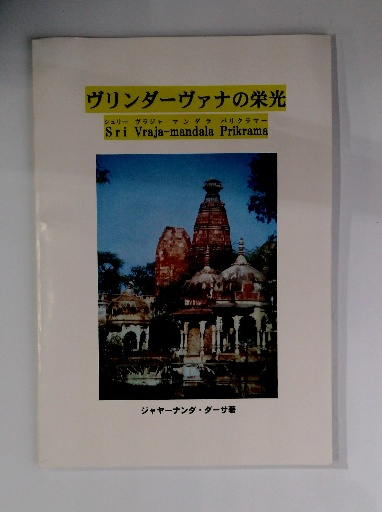 ヴリンダーヴァナの栄光
シュリー ヴラジャ マンダラ パリクラマー
Sri Vraja-mandala Prikrama
ジャヤーナンダ・ダーサ著